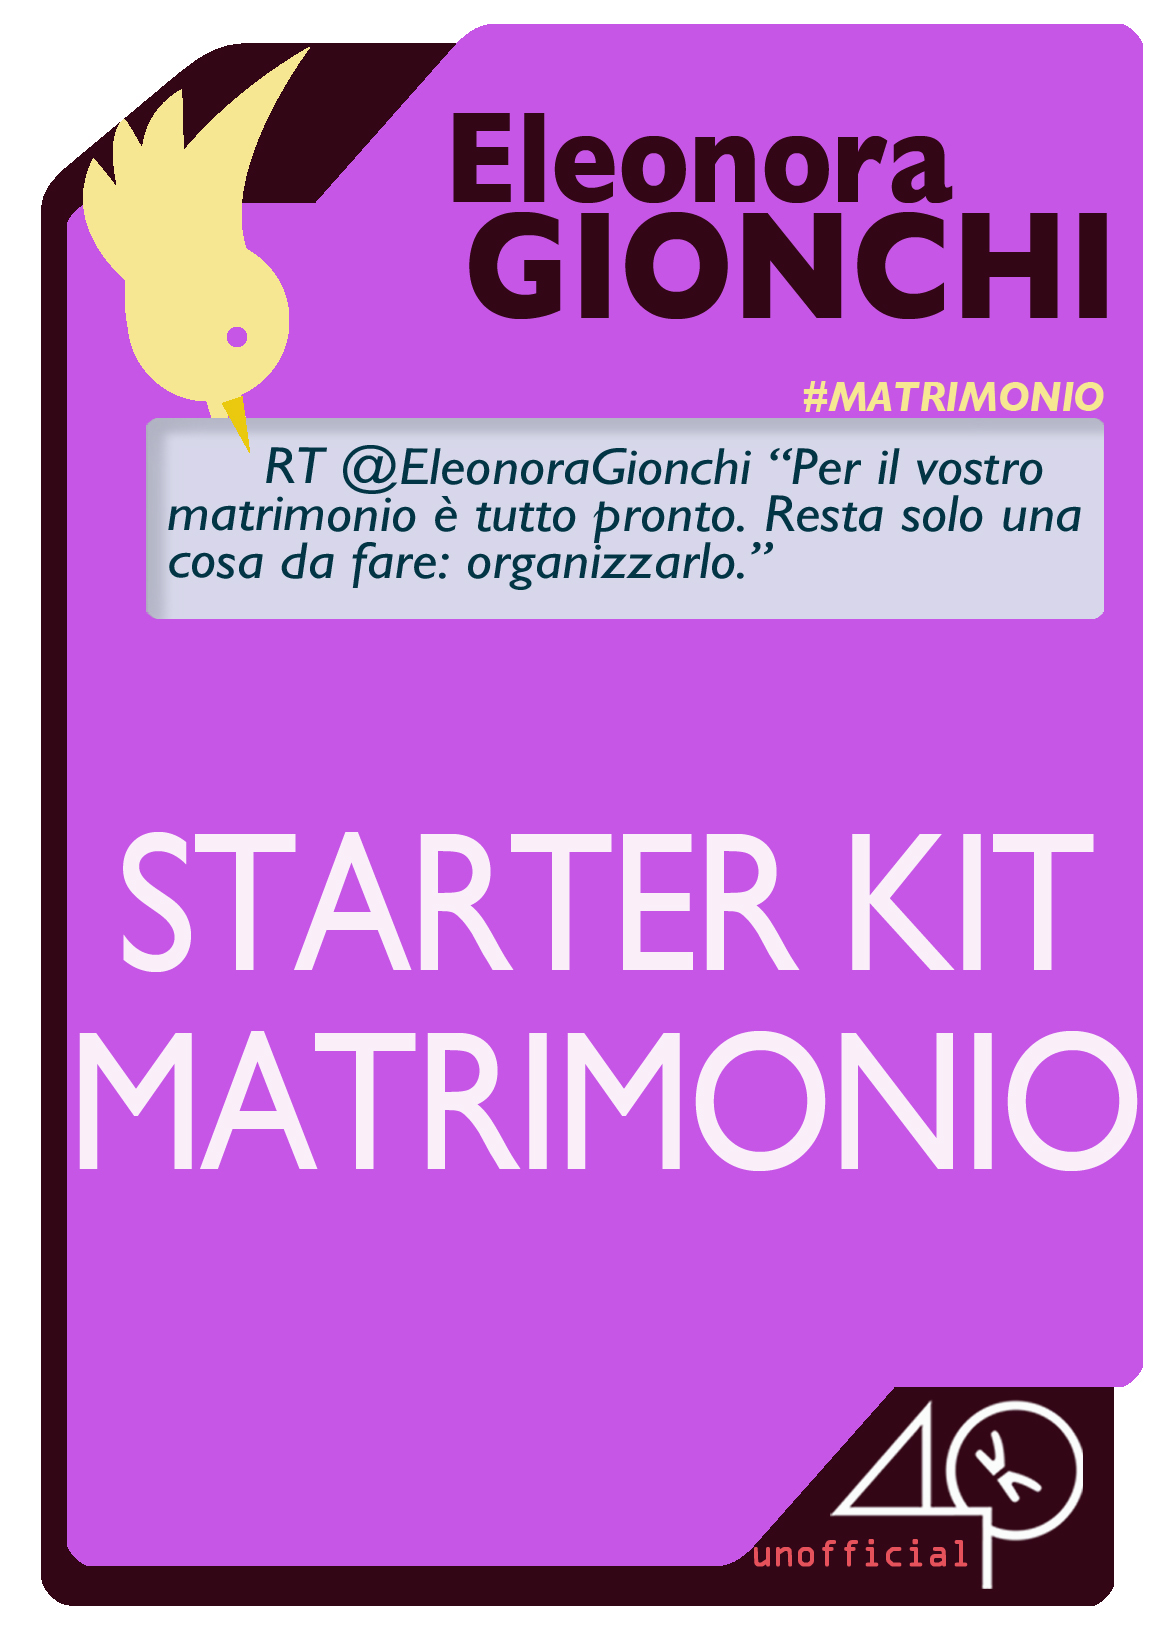 Eleonora
GIONCHI
#MATRIMONIO
RT @EleonoraGionchi “Per il vostro
matrimonio è tutto pronto. Resta solo una
cosa da fare: organizzarlo.”
STARTER KIT
MATRIMONIO
40K
unofficial